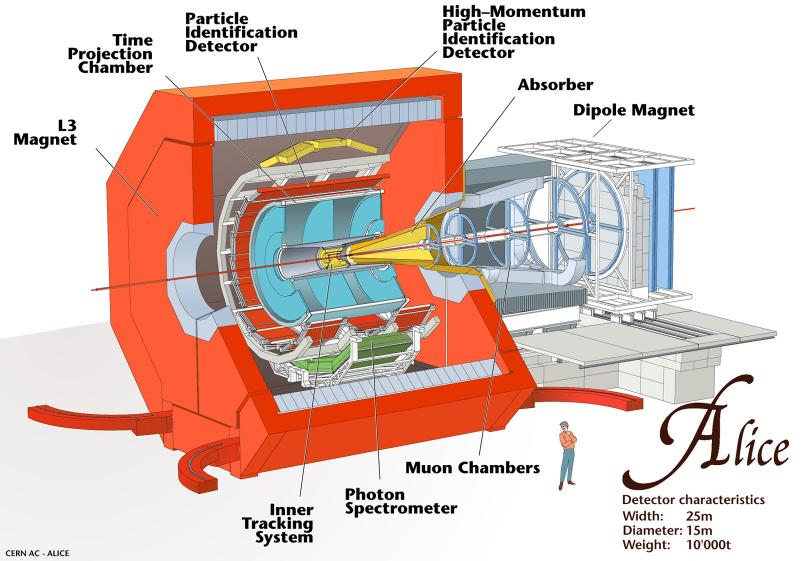 High–Momentum
Particle
Identification
Detector
Particle
Identification
Detector
Time
Projection
Chamber
Absorber
Dipole Magnet
L3
Magnet
Muon Chambers
Photon
Spectrometer
Inner
Tracking
System
Alice
Detector characteristics
Width: 25m
Diameter: 15m
Weight: 10'000t
CERN AC - ALICE